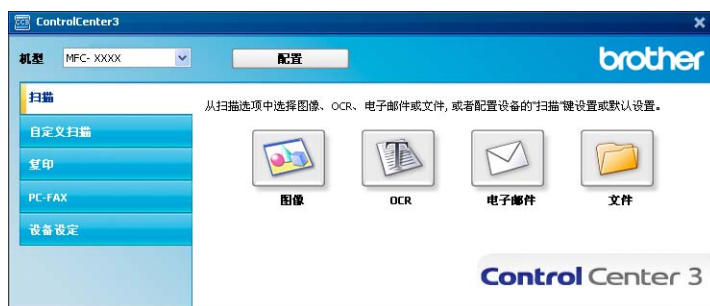 ControlCenter3
机型 MFC- XXXX 配置 brother
扫描
从扫描选项中选择图像、OCR、电子邮件或文件, 或者配置设备的"扫描"键设置或默认设置。
自定义扫描
复印
PC-FAX
设备设定
图像 OCR 电子邮件 文件
Control Center 3